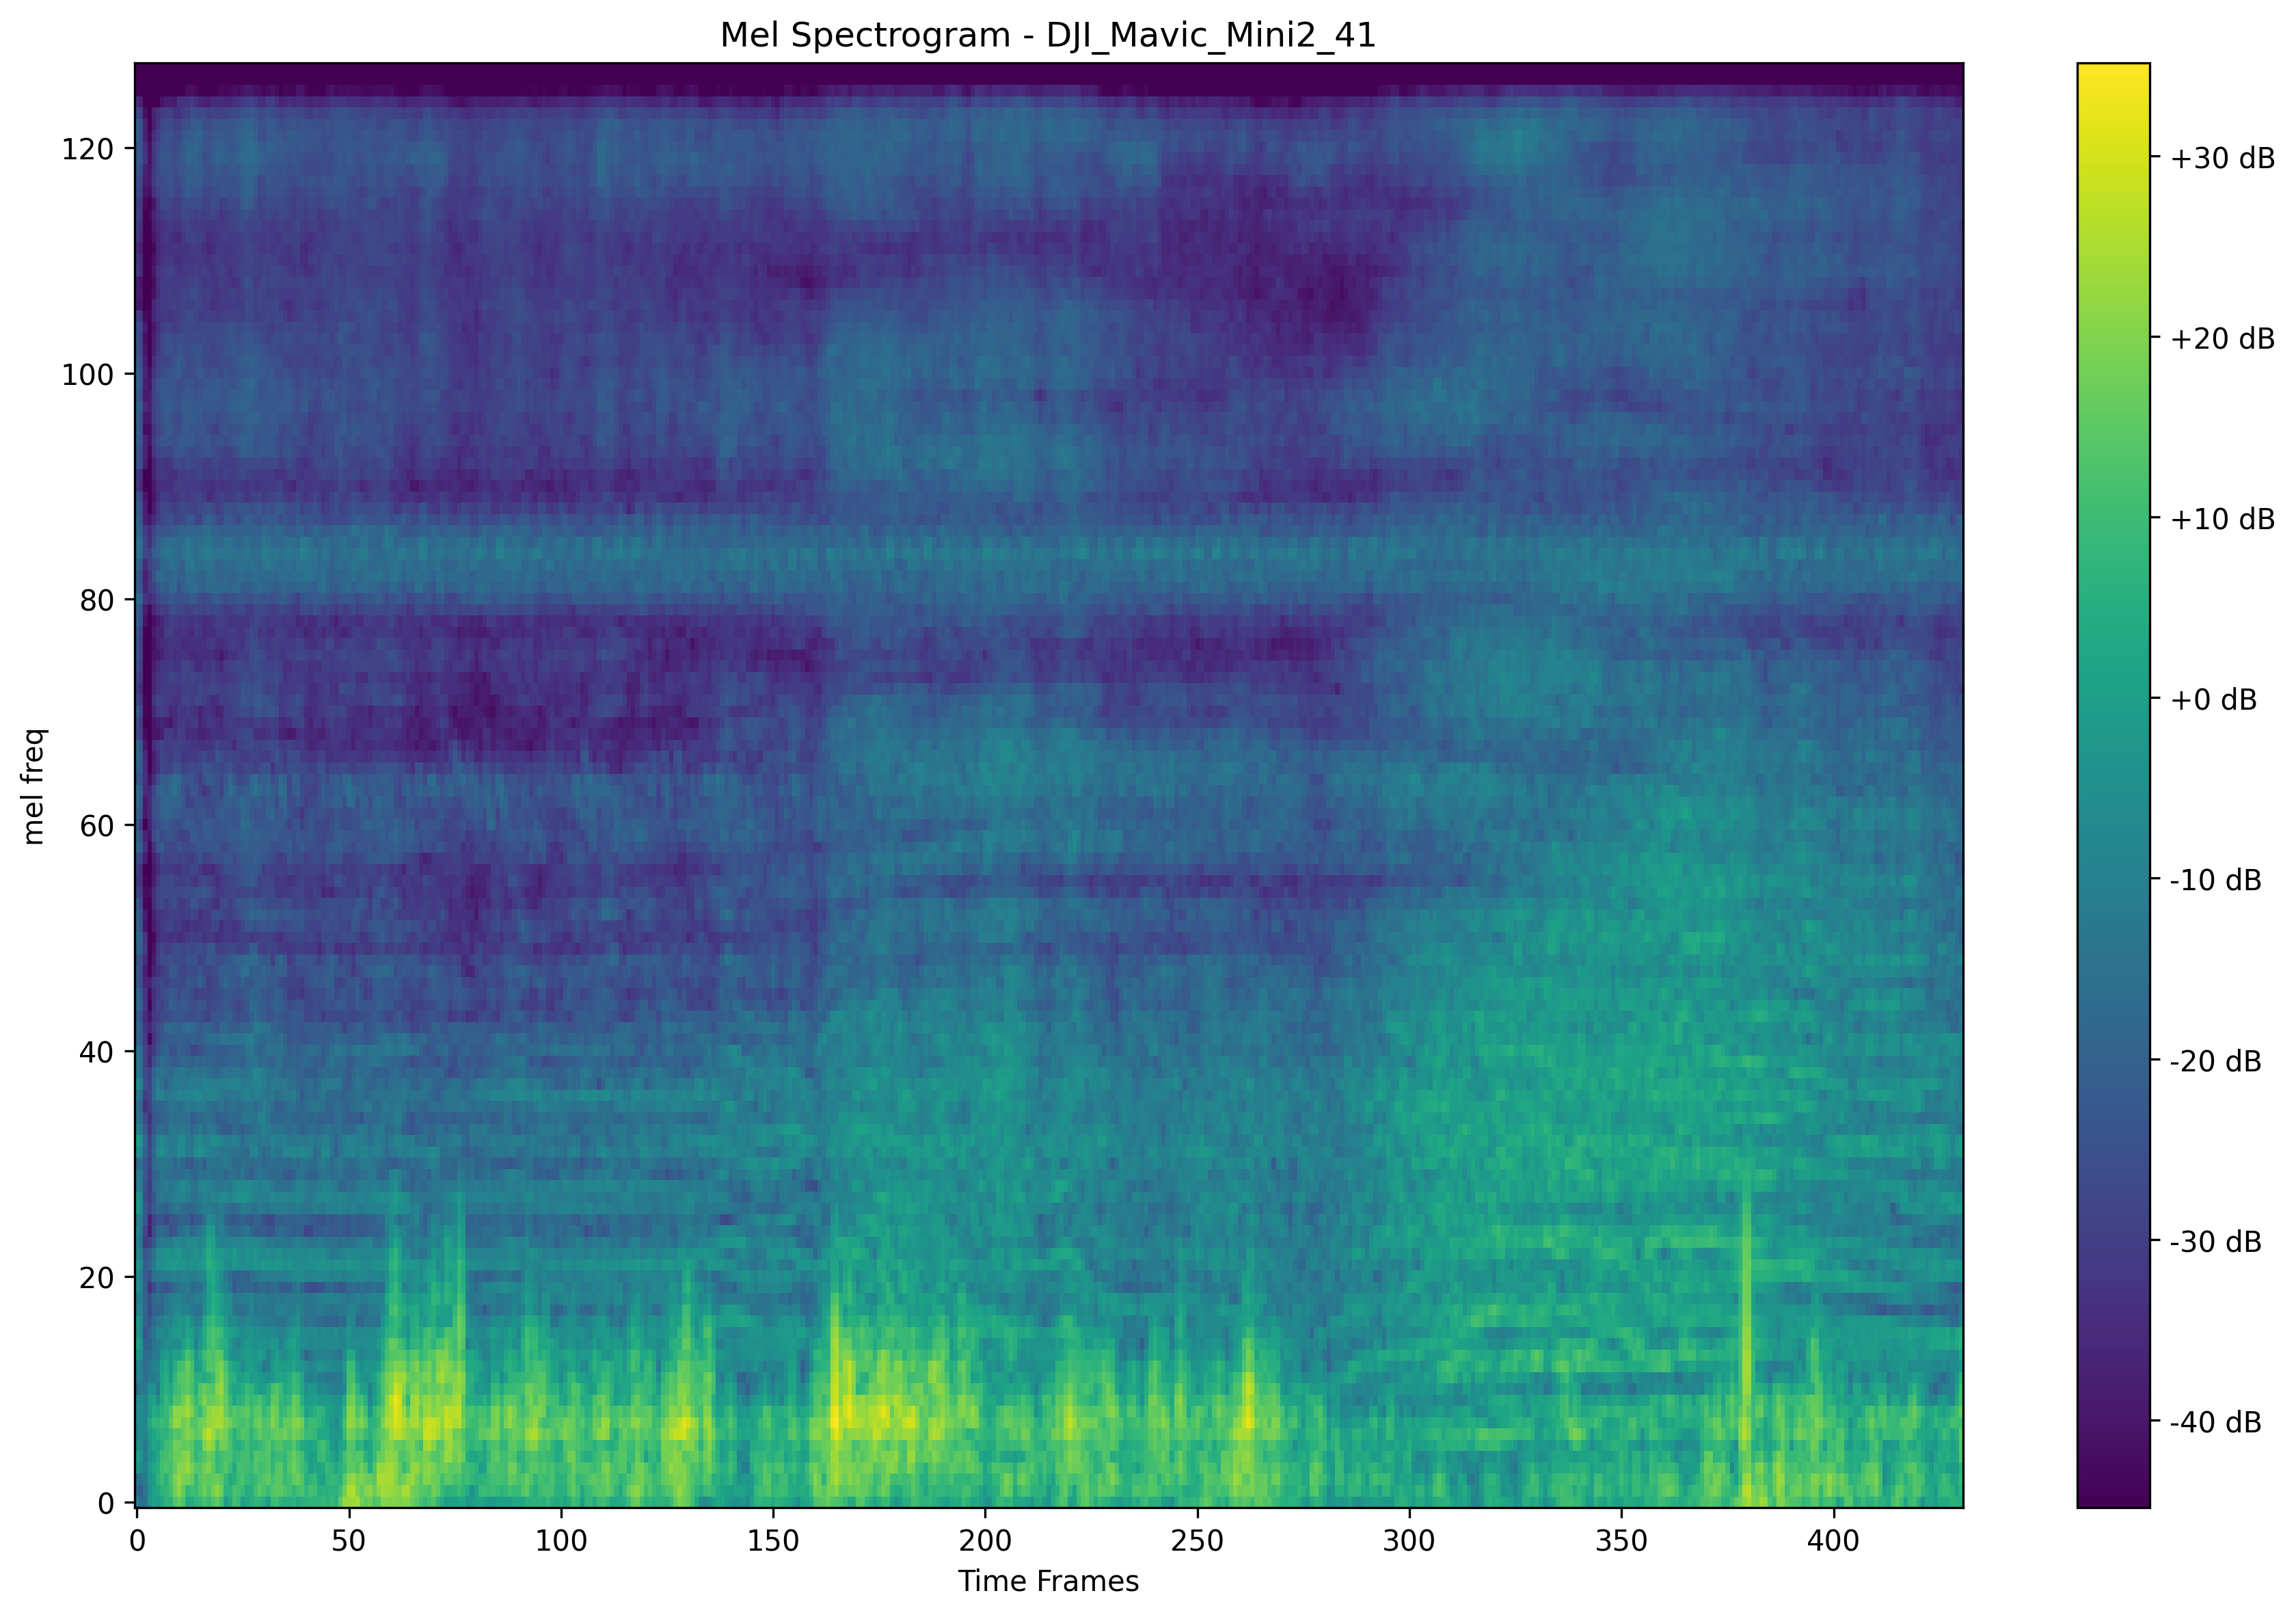 Mel Spectrogram - DJI_Mavic_Mini2_41
mel freq
120
100
80
60
40
20
0
0 50 100 150 200 250 300 350 400
Time Frames
+30 dB
+20 dB
+10 dB
+0 dB
-10 dB
-20 dB
-30 dB
-40 dB